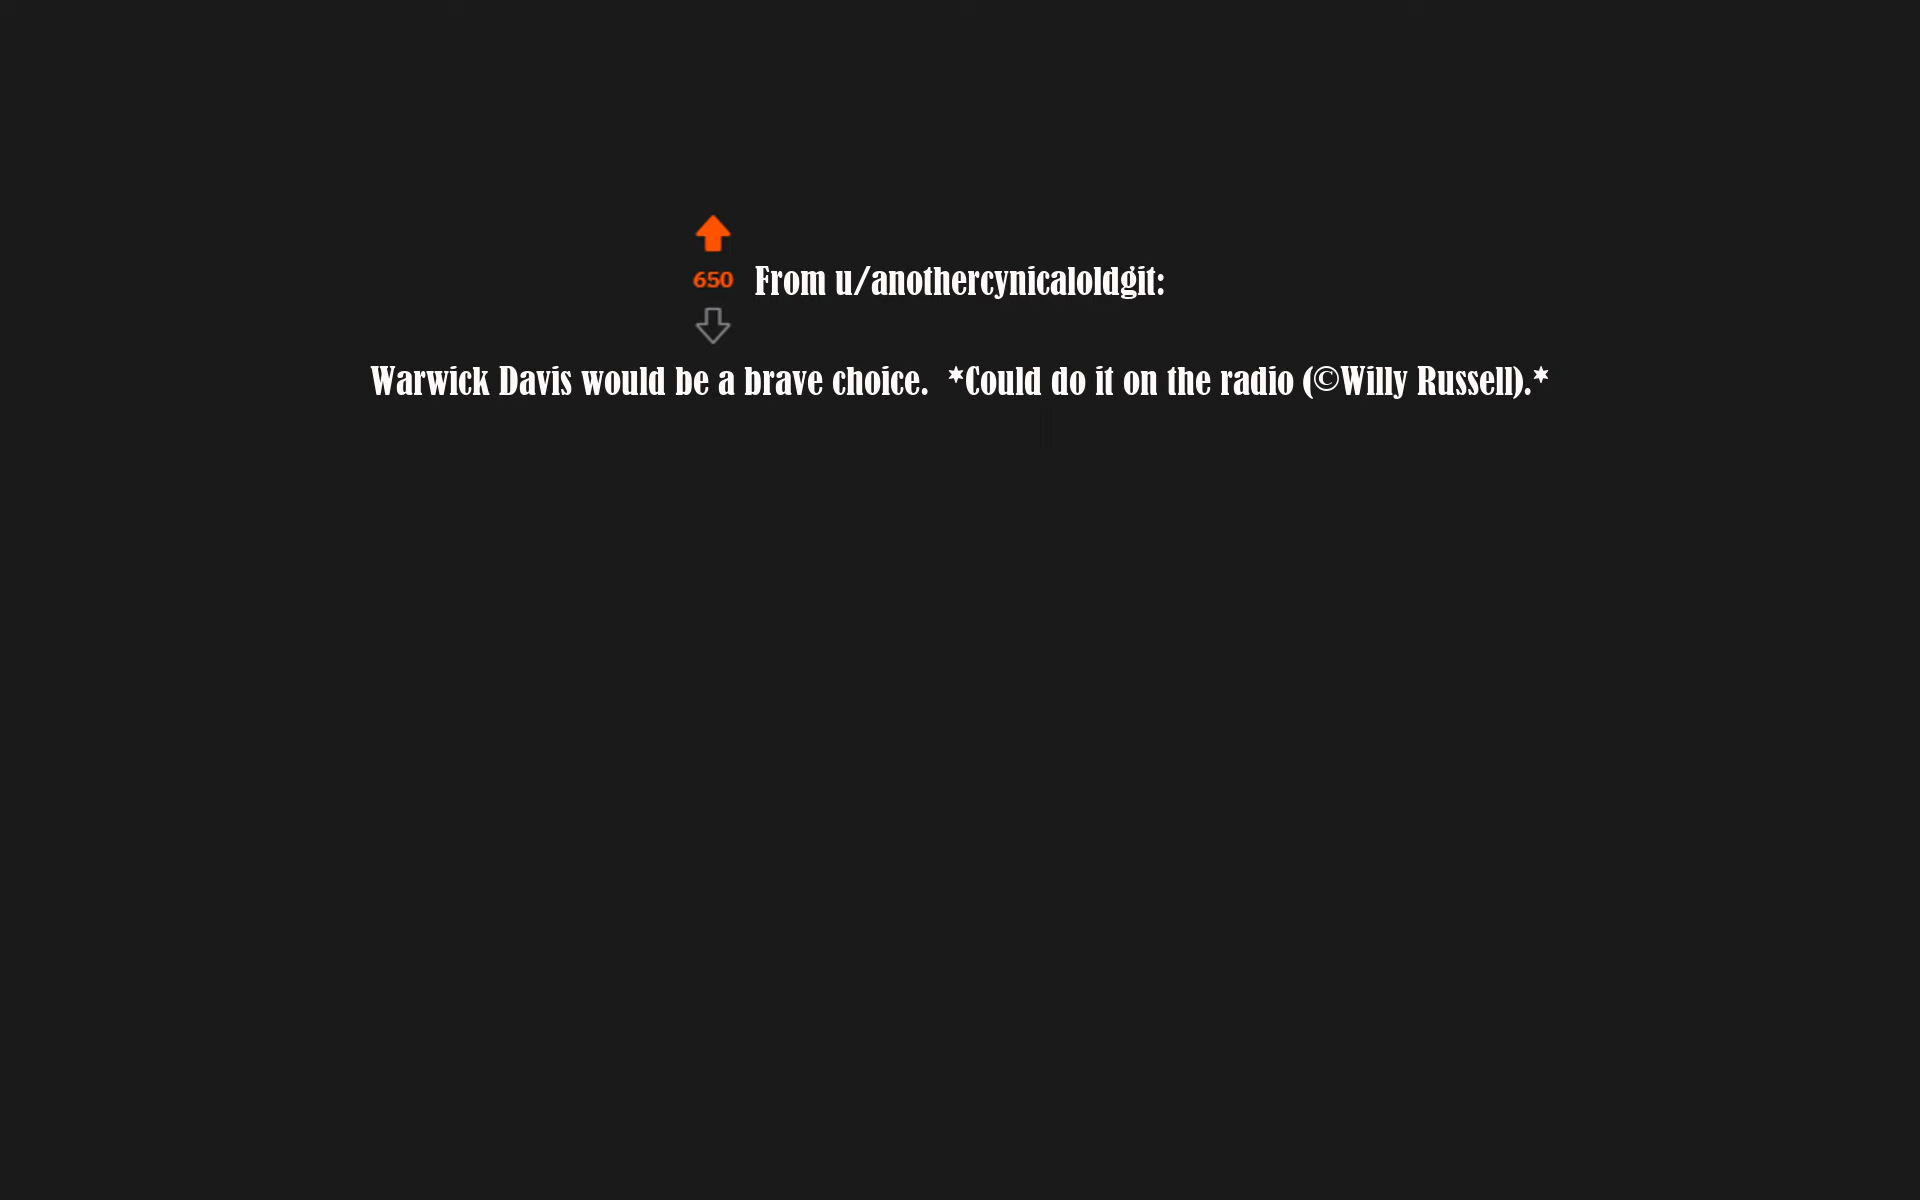 650 From u/anothercynicaloldgit:
Warwick Davis would be a brave choice.  *Could do it on the radio (©Willy Russell).*